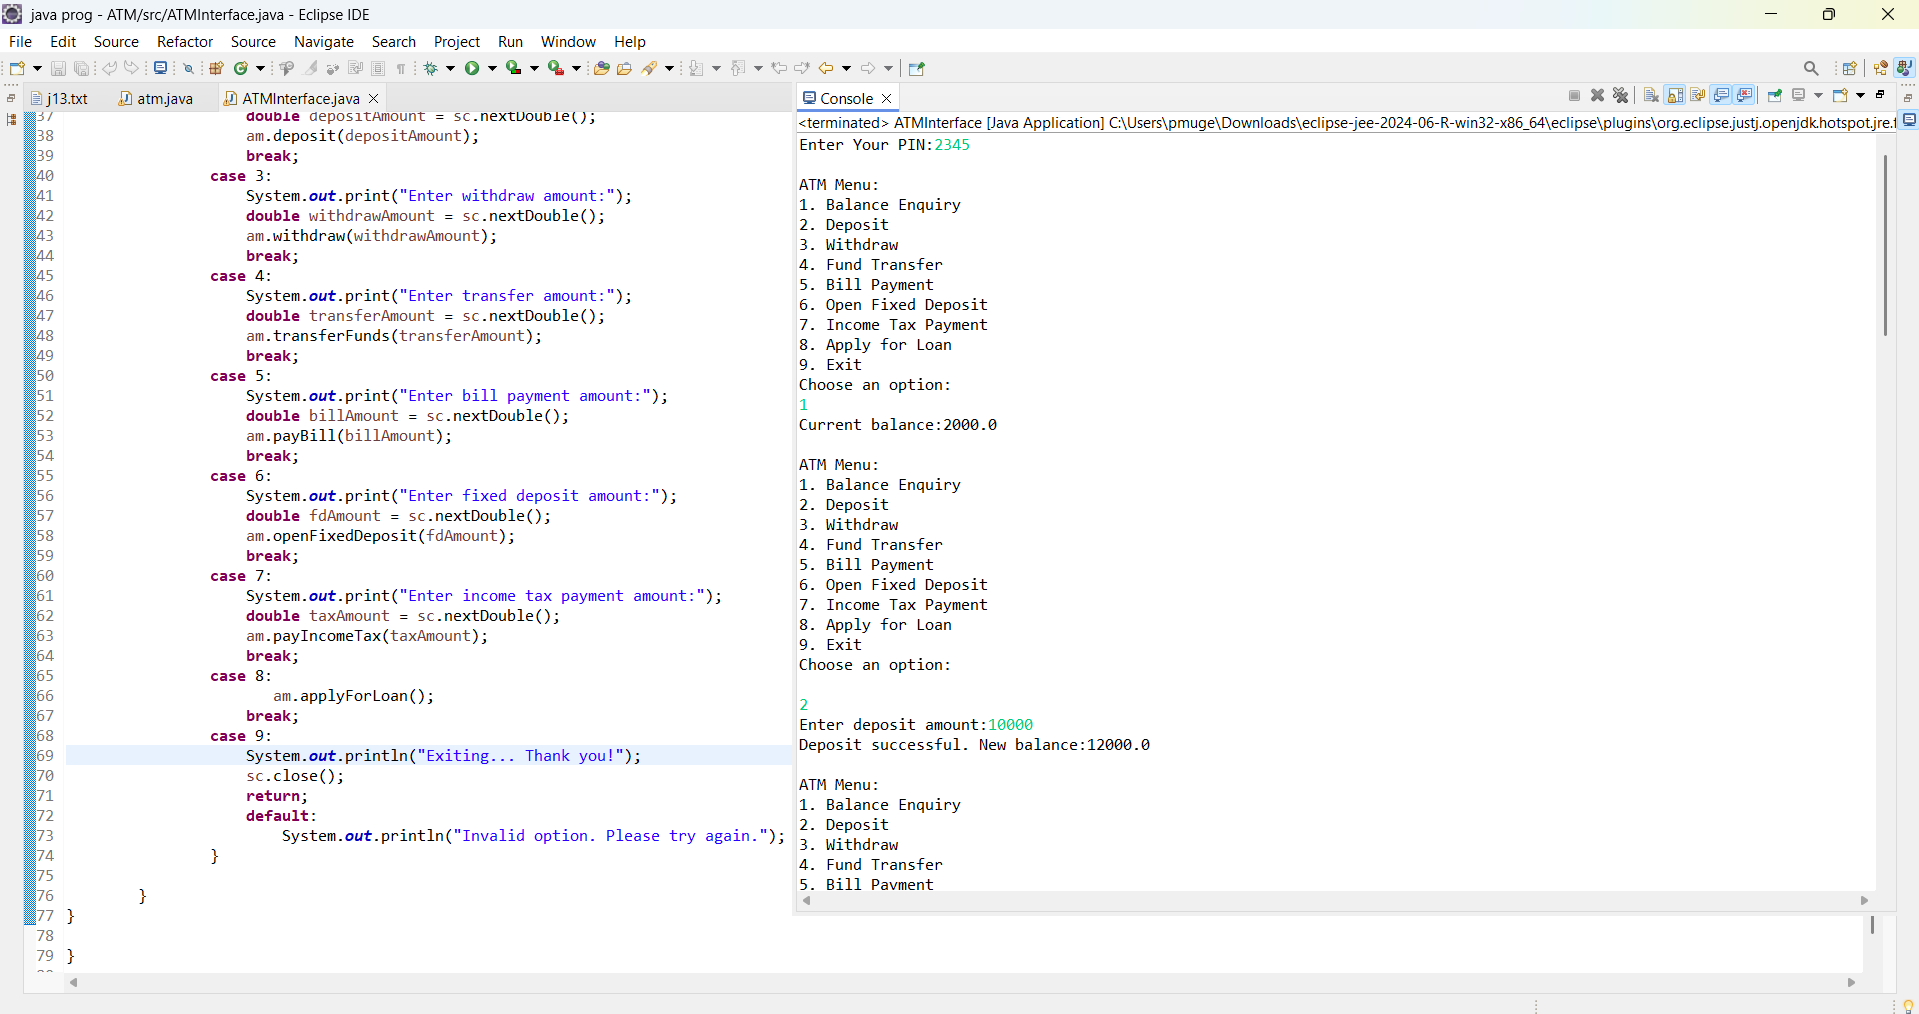 java prog - ATM/src/ATMInterface.java - Eclipse IDE
File Edit Source Refactor Source Navigate Search Project Run Window Help
j13.txt atm.java ATMInterface.java
37 double depositAmount = sc.nextDouble();
38 am.deposit(depositAmount);
39 break;
40 case 3:
41 System.out.print("Enter withdraw amount:");
42 double withdrawAmount = sc.nextDouble();
43 am.withdraw(withdrawAmount);
44 break;
45 case 4:
46 System.out.print("Enter transfer amount:");
47 double transferAmount = sc.nextDouble();
48 am.transferFunds(transferAmount);
49 break;
50 case 5:
51 System.out.print("Enter bill payment amount:");
52 double billAmount = sc.nextDouble();
53 am.payBill(billAmount);
54 break;
55 case 6:
56 System.out.print("Enter fixed deposit amount:");
57 double fdAmount = sc.nextDouble();
58 am.openFixedDeposit(fdAmount);
59 break;
60 case 7:
61 System.out.print("Enter income tax payment amount:");
62 double taxAmount = sc.nextDouble();
63 am.payIncomeTax(taxAmount);
64 break;
65 case 8:
66 am.applyForLoan();
67 break;
68 case 9:
69 System.out.println("Exiting... Thank you!");
70 sc.close();
71 return;
72 default:
73 System.out.println("Invalid option. Please try again.");
74 }
75
76 }
77 }
78
79 }
Console
<terminated> ATMInterface [Java Application] C:\Users\pmuge\Downloads\eclipse-jee-2024-06-R-win32-x86_64\eclipse\plugins\org.eclipse.justj.openjdk.hotspot.jre.f
Enter Your PIN:2345
ATM Menu:
1. Balance Enquiry
2. Deposit
3. Withdraw
4. Fund Transfer
5. Bill Payment
6. Open Fixed Deposit
7. Income Tax Payment
8. Apply for Loan
9. Exit
Choose an option:
1
Current balance:2000.0
ATM Menu:
1. Balance Enquiry
2. Deposit
3. Withdraw
4. Fund Transfer
5. Bill Payment
6. Open Fixed Deposit
7. Income Tax Payment
8. Apply for Loan
9. Exit
Choose an option:
2
Enter deposit amount:10000
Deposit successful. New balance:12000.0
ATM Menu:
1. Balance Enquiry
2. Deposit
3. Withdraw
4. Fund Transfer
5. Bill Payment